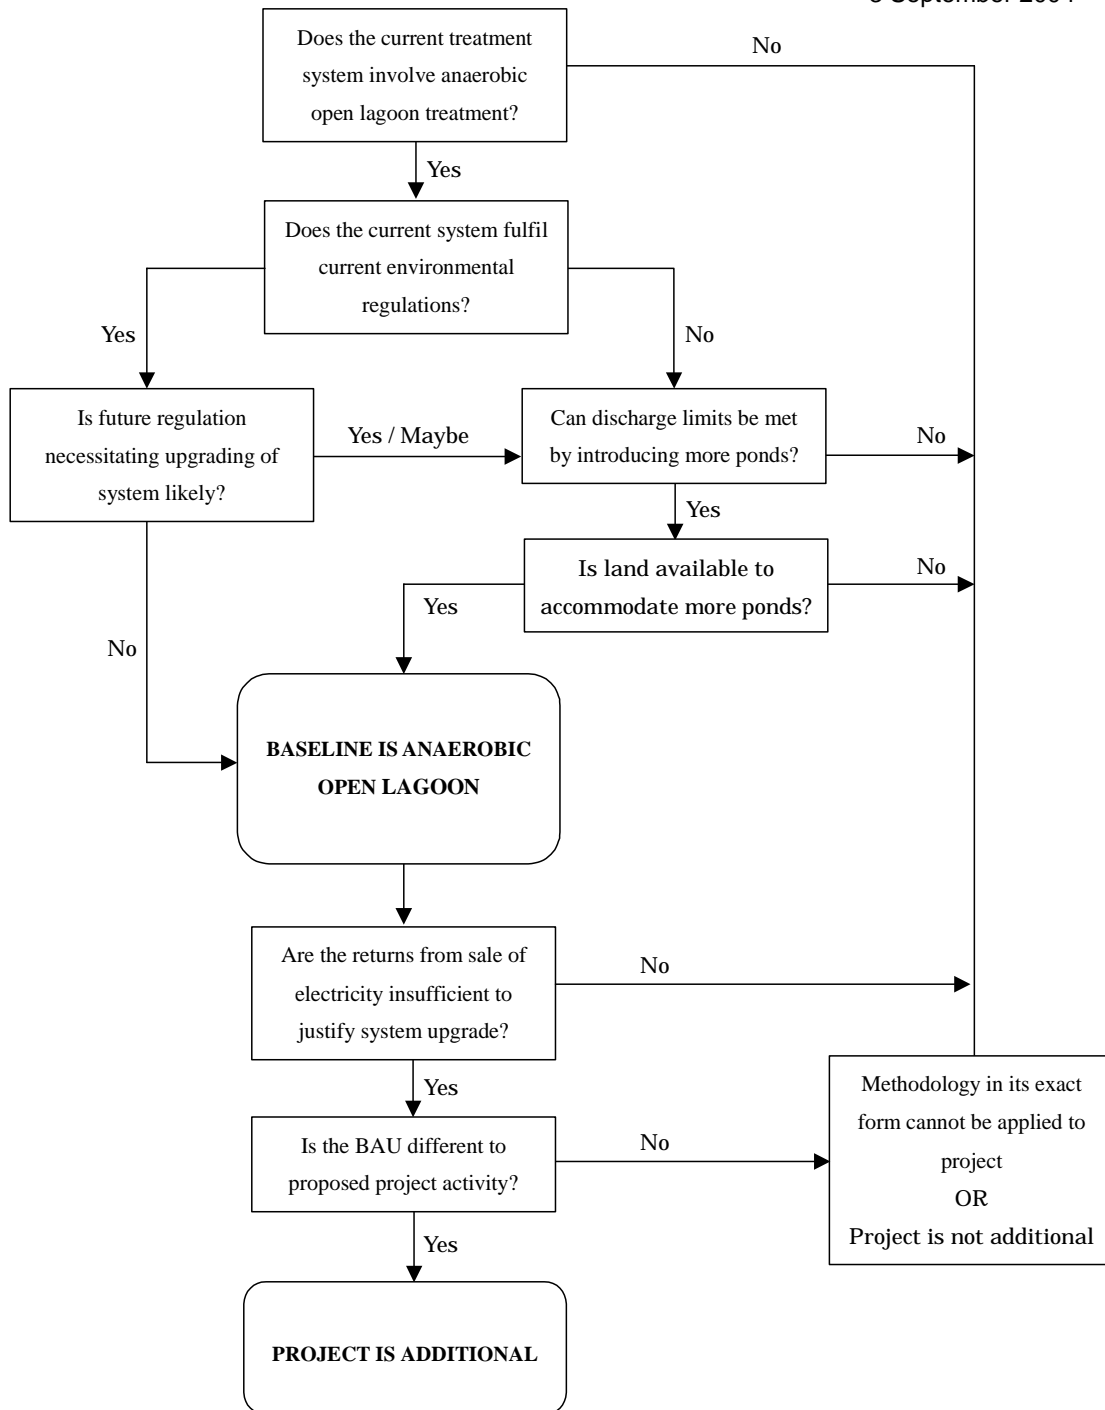 Does the current treatment
system involve anaerobic
open lagoon treatment?
No
Yes
Does the current system fulfil
current environmental
regulations?
Yes
No
Is future regulation
necessitating upgrading of
system likely?
Yes / Maybe
Can discharge limits be met
by introducing more ponds?
No
Yes
Is land available to
accommodate more ponds?
No
Yes
No
BASELINE IS ANAEROBIC
OPEN LAGOON
Are the returns from sale of
electricity insufficient to
justify system upgrade?
No
Yes
Is the BAU different to
proposed project activity?
No
Methodology in its exact
form cannot be applied to
project
OR
Project is not additional
Yes
PROJECT IS ADDITIONAL